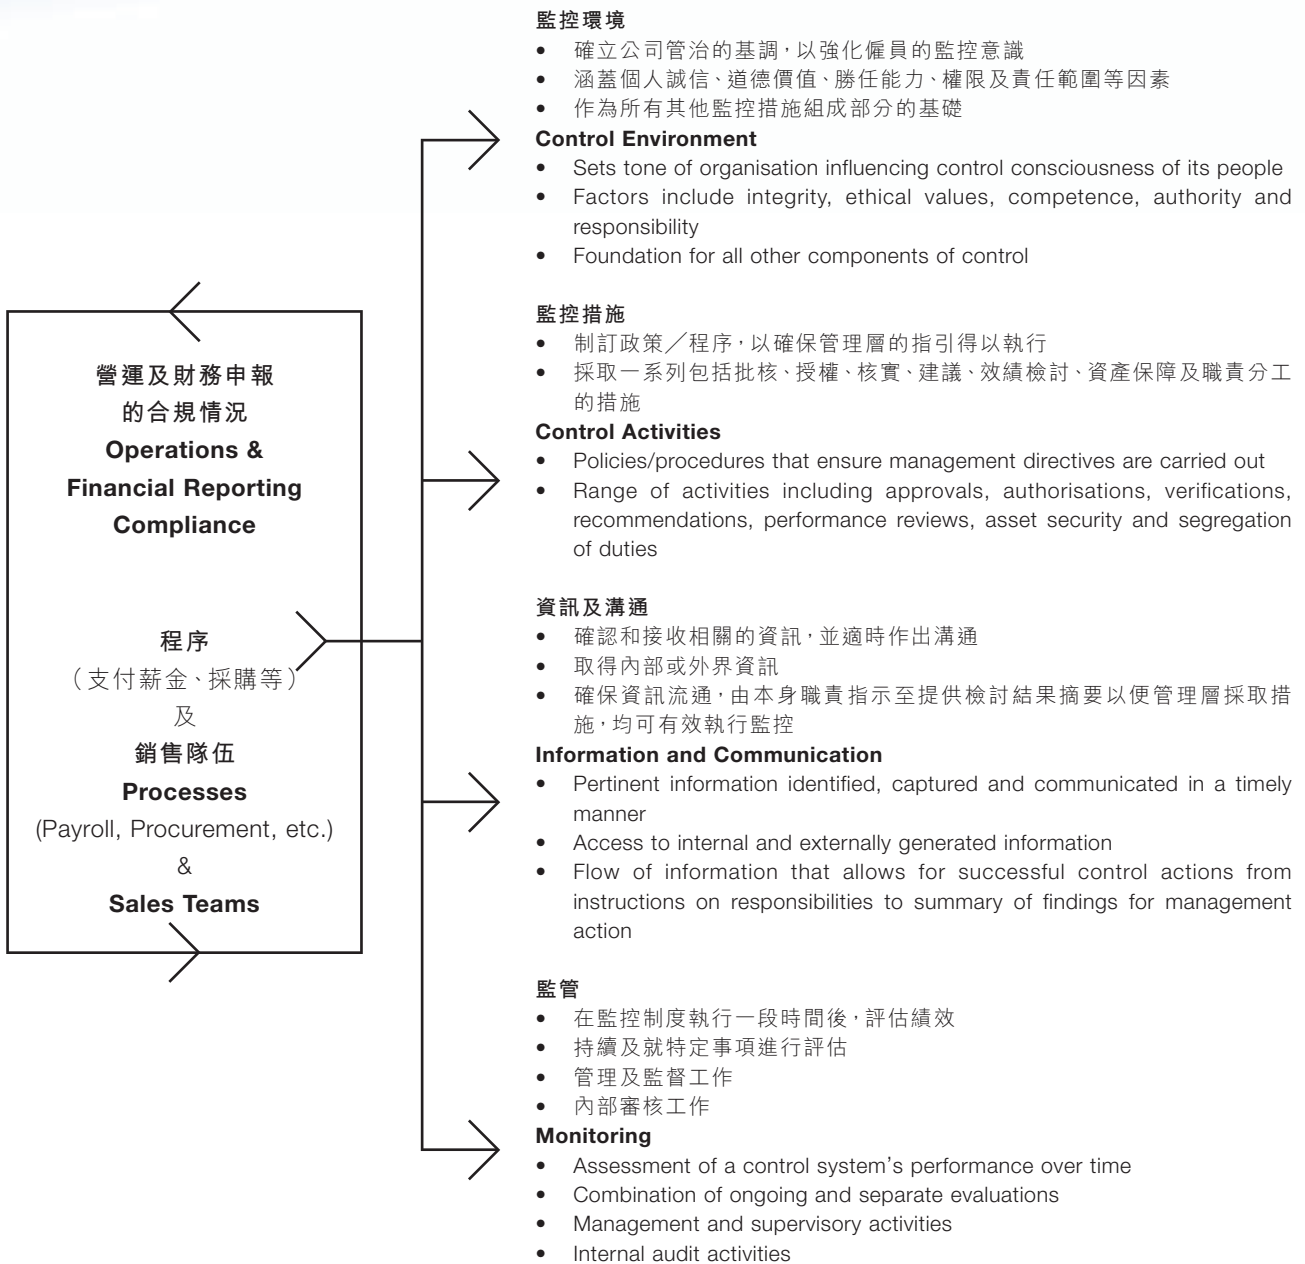 監控環境
• 確立公司管治的基調，以強化僱員的監控意識
• 涵蓋個人誠信、道德價值、勝任能力、權限及責任範圍等因素
• 作為所有其他監控措施組成部分的基礎
Control Environment
• Sets tone of organisation influencing control consciousness of its people
• Factors include integrity, ethical values, competence, authority and
responsibility
• Foundation for all other components of control
監控措施
• 制訂政策／程序，以確保管理層的指引得以執行
• 採取一系列包括批核、授權、核實、建議、效績檢討、資產保障及職責分工
的措施
Control Activities
• Policies/procedures that ensure management directives are carried out
• Range of activities including approvals, authorisations, verifications,
recommendations, performance reviews, asset security and segregation
of duties
資訊及溝通
• 確認和接收相關的資訊，並適時作出溝通
• 取得內部或外界資訊
• 確保資訊流通，由本身職責指示至提供檢討結果摘要以便管理層採取措
施，均可有效執行監控
Information and Communication
• Pertinent information identified, captured and communicated in a timely
manner
• Access to internal and externally generated information
• Flow of information that allows for successful control actions from
instructions on responsibilities to summary of findings for management
action
監管
• 在監控制度執行一段時間後，評估績效
• 持續及就特定事項進行評估
• 管理及監督工作
• 內部審核工作
Monitoring
• Assessment of a control system's performance over time
• Combination of ongoing and separate evaluations
• Management and supervisory activities
• Internal audit activities
營運及財務申報
的合規情況
Operations &
Financial Reporting
Compliance
程序
（支付薪金、採購等）
及
銷售隊伍
Processes
(Payroll, Procurement, etc.)
&
Sales Teams